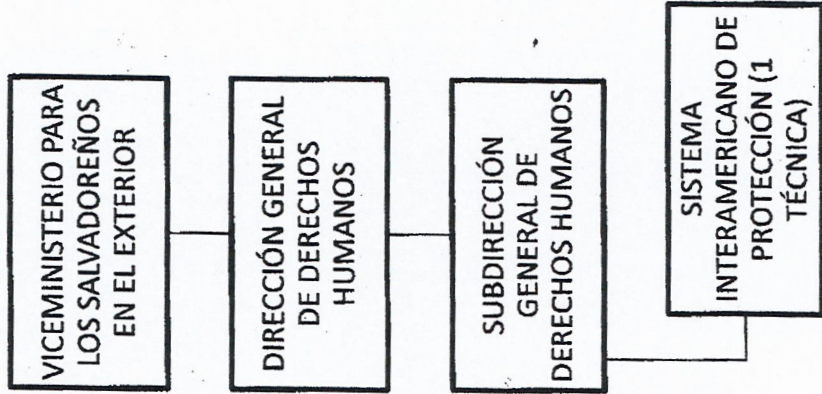 VICEMINISTERIO PARA
LOS SALVADOREÑOS
EN EL EXTERIOR
DIRECCIÓN GENERAL
DE DERECHOS
HUMANOS
SUBDIRECCIÓN
GENERAL DE
DERECHOS HUMANOS
SISTEMA
INTERAMERICANO DE
PROTECCIÓN (1
TÉCNICA)